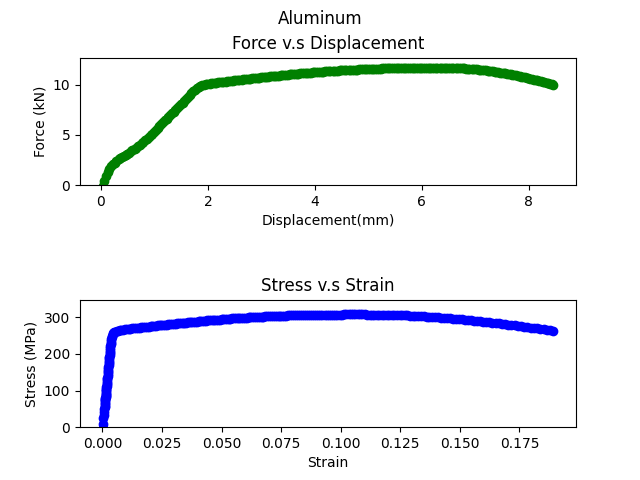 Aluminum
Force v.s Displacement
Force (kN)
10
5
0
0 2 4 6 8
Displacement(mm)
Stress v.s Strain
Stress (MPa)
300
200
100
0
0.000 0.025 0.050 0.075 0.100 0.125 0.150 0.175
Strain